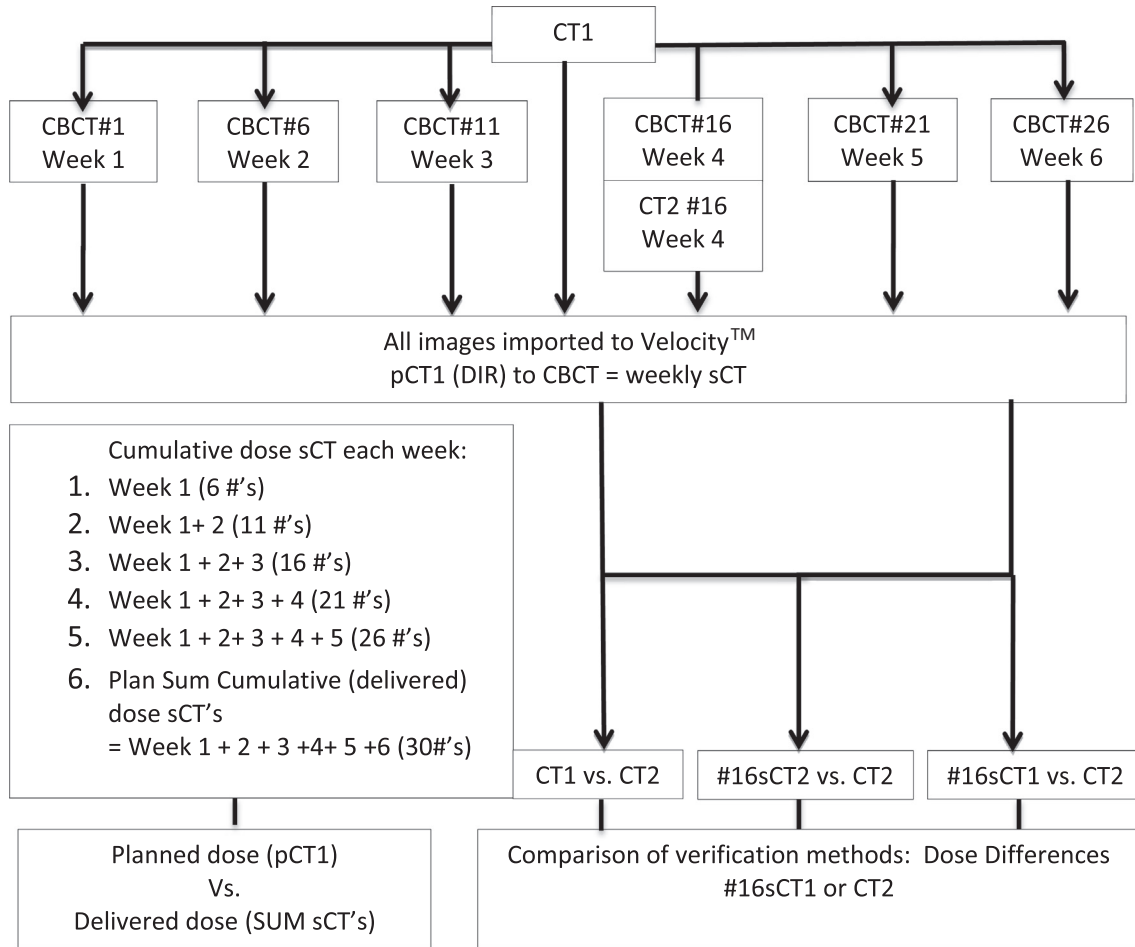 CT1
CBCT#1
Week 1
CBCT#6
Week 2
CBCT#11
Week 3
CBCT#16
Week 4
CT2 #16
Week 4
CBCT#21
Week 5
CBCT#26
Week 6
All images imported to Velocity™
pCT1 (DIR) to CBCT = weekly sCT
Cumulative dose sCT each week:
1. Week 1 (6 #’s)
2. Week 1+ 2 (11 #’s)
3. Week 1 + 2+ 3 (16 #’s)
4. Week 1 + 2+ 3 + 4 (21 #’s)
5. Week 1 + 2+ 3 + 4 + 5 (26 #’s)
6. Plan Sum Cumulative (delivered)
dose sCT’s
= Week 1 + 2 + 3 +4+ 5 +6 (30#’s)
CT1 vs. CT2
#16sCT2 vs. CT2
#16sCT1 vs. CT2
Planned dose (pCT1)
Vs.
Delivered dose (SUM sCT’s)
Comparison of verification methods: Dose Differences
#16sCT1 or CT2